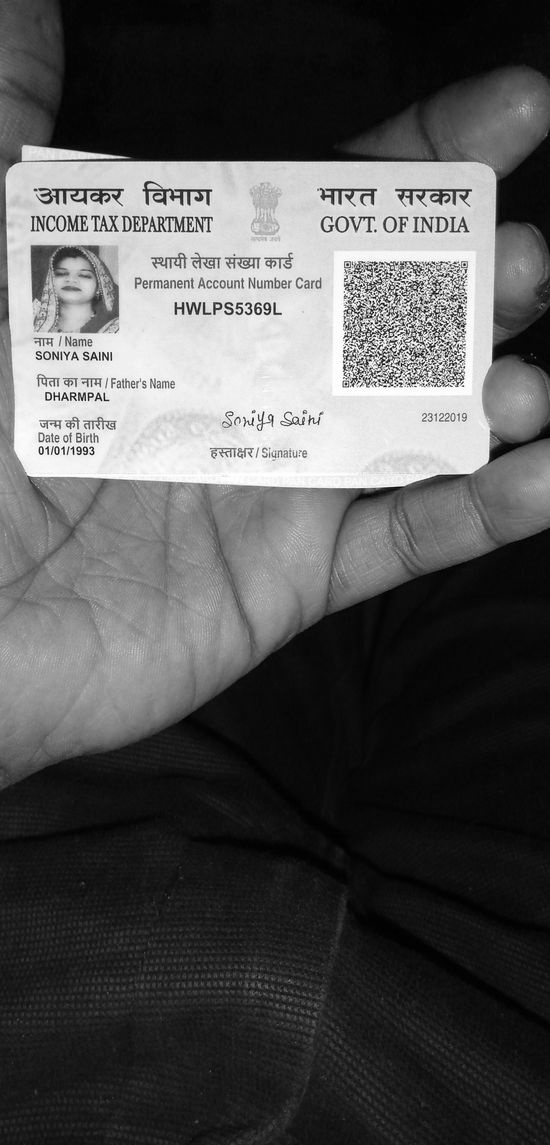 आयकर विभाग
INCOME TAX DEPARTMENT
भारत सरकार
GOVT. OF INDIA
सत्यमेव जयते
स्थायी लेखा संख्या कार्ड
Permanent Account Number Card
HWLPS5369L
नाम / Name
SONIYA SAINI
पिता का नाम / Father's Name
DHARMPAL
जन्म की तारीख
Date of Birth
01/01/1993
Soniya Saini
हस्ताक्षर / Signature
23122019